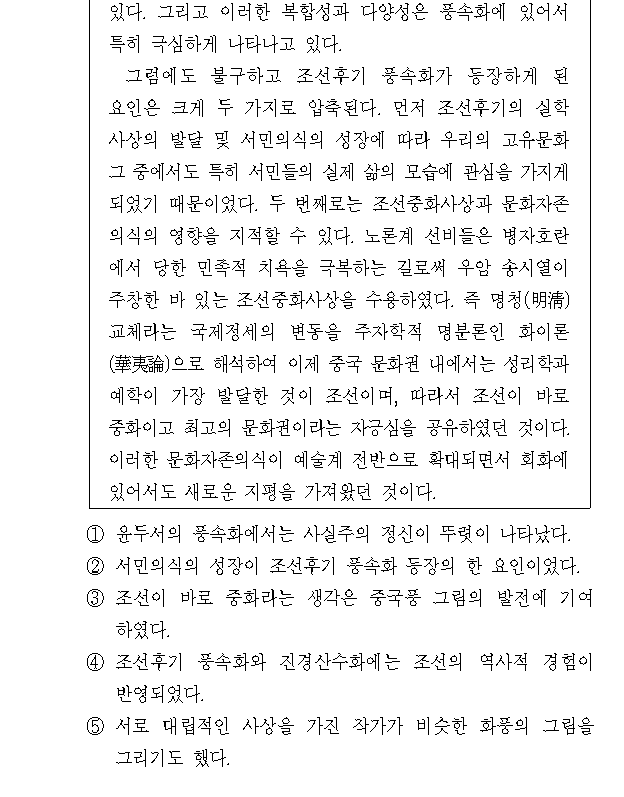 있다. 그리고 이러한 복합성과 다양성은 풍속화에 있어서
특히 극심하게 나타나고 있다.
그럼에도 불구하고 조선후기 풍속화가 등장하게 된
요인은 크게 두 가지로 압축된다. 먼저 조선후기의 실학
사상의 발달 및 서민의식의 성장에 따라 우리의 고유문화
그 중에서도 특히 서민들의 실제 삶의 모습에 관심을 가지게
되었기 때문이었다. 두 번째로는 조선중화사상과 문화자존
의식의 영향을 지적할 수 있다. 노론계 선비들은 병자호란
에서 당한 민족적 치욕을 극복하는 길로써 우암 송시열이
주창한 바 있는 조선중화사상을 수용하였다. 즉 명청(明淸)
교체라는 국제정세의 변동을 주자학적 명분론인 화이론
(華夷論)으로 해석하여 이제 중국 문화권 내에서는 성리학과
예학이 가장 발달한 것이 조선이며, 따라서 조선이 바로
중화이고 최고의 문화권이라는 자긍심을 공유하였던 것이다.
이러한 문화자존의식이 예술계 전반으로 확대되면서 회화에
있어서도 새로운 지평을 가져왔던 것이다.
① 윤두서의 풍속화에서는 사실주의 정신이 뚜렷이 나타났다.
② 서민의식의 성장이 조선후기 풍속화 등장의 한 요인이었다.
③ 조선이 바로 중화라는 생각은 중국풍 그림의 발전에 기여
하였다.
④ 조선후기 풍속화와 진경산수화에는 조선의 역사적 경험이
반영되었다.
⑤ 서로 대립적인 사상을 가진 작가가 비슷한 화풍의 그림을
그리기도 했다.